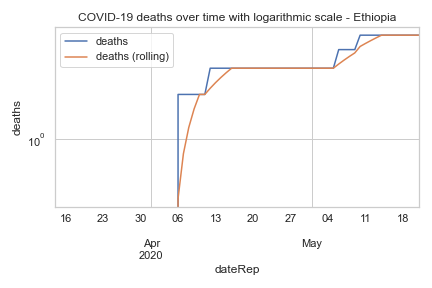 COVID-19 deaths over time with logarithmic scale - Ethiopia
deaths
deaths (rolling)
deaths
10⁰
16 23 30 06 13 20 27 04 11 18
Apr May
2020
dateRep